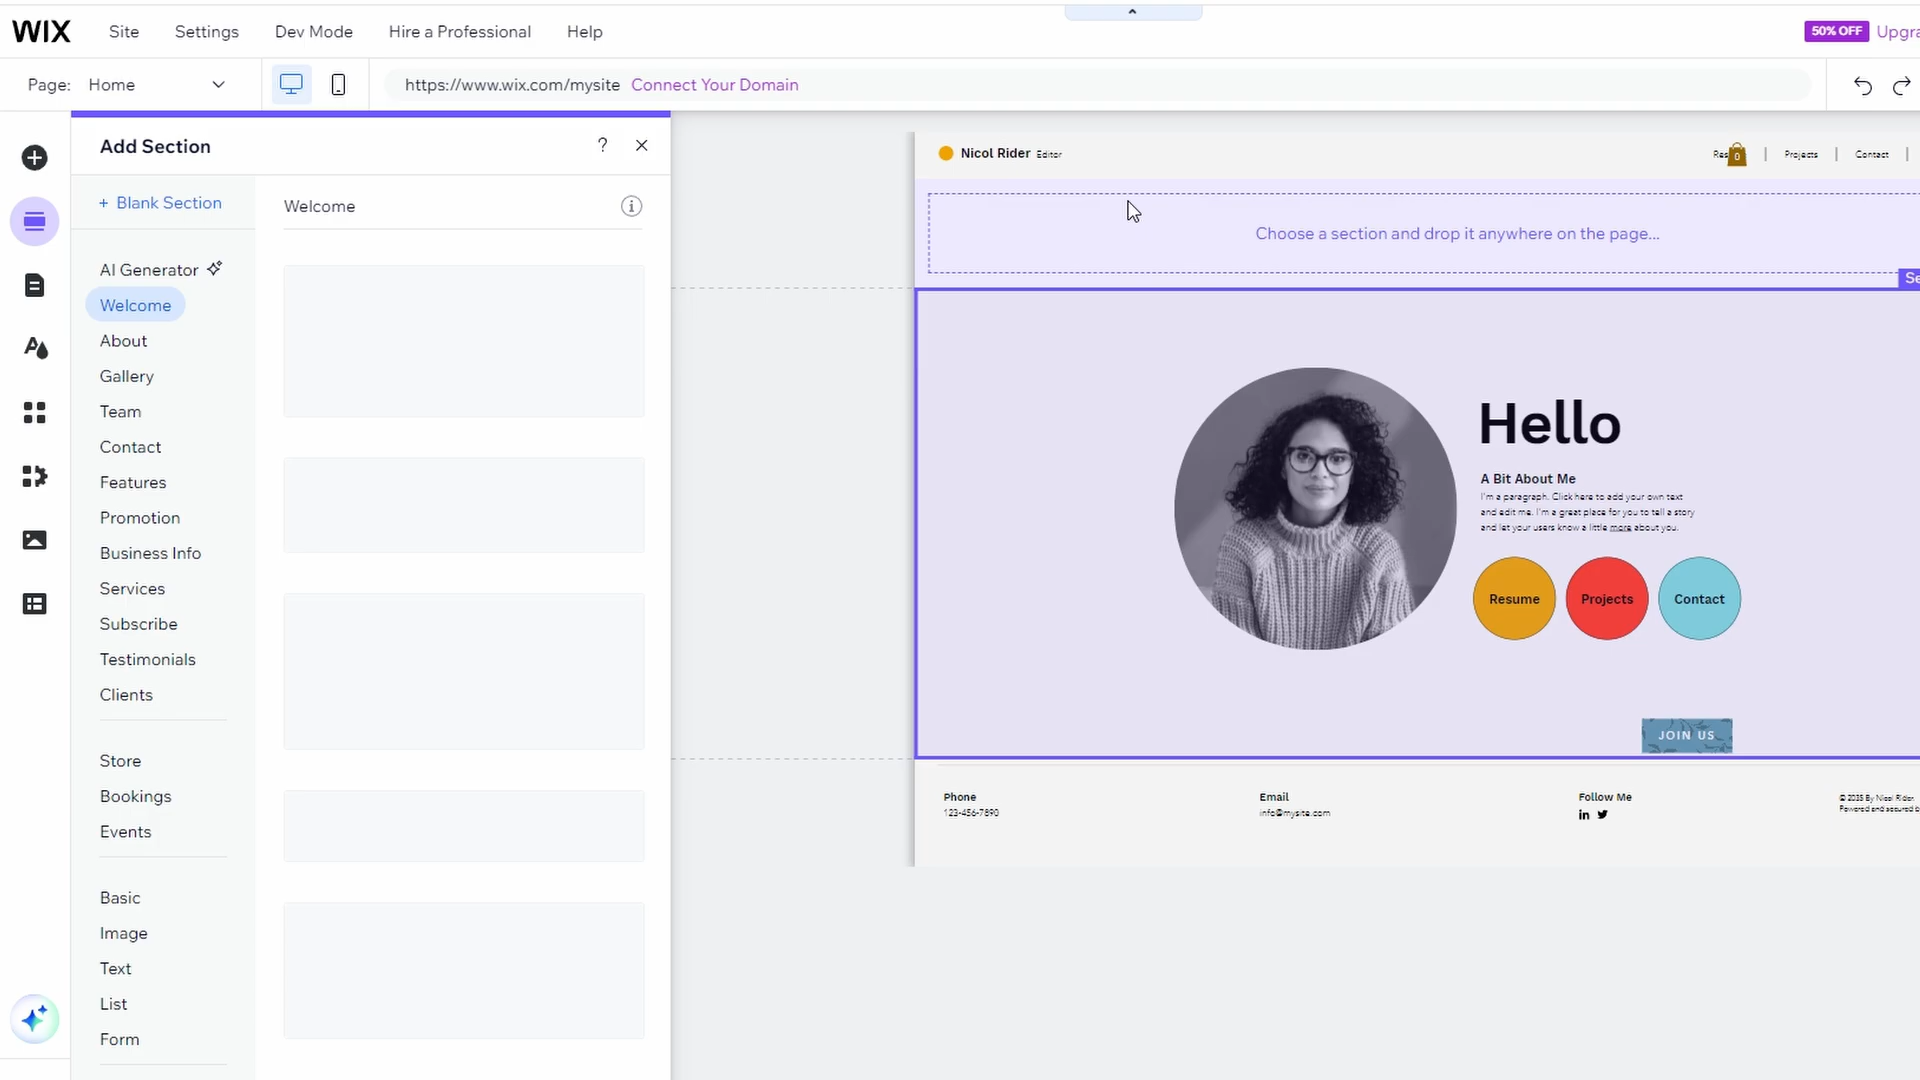 WIX Site Settings Dev Mode Hire a Professional Help 50% OFF
Page: Home https://www.wix.com/mysite Connect Your Domain
Add Section ?
+ Blank Section
AI Generator
Welcome
About
Gallery
Team
Contact
Features
Promotion
Business Info
Services
Subscribe
Testimonials
Clients
Store
Bookings
Events
Basic
Image
Text
List
Form
Welcome
Nicol Rider Editor 0 | Projects | Contact |
Choose a section and drop it anywhere on the page...
Hello
A Bit About Me
I'm a paragraph. Click here to add your own text
and edit me. I'm a great place for you to tell a story
and let your users know a little more about you.
Resume Projects Contact
JOIN US
Phone
123-456-7890
Email
info@mysite.com
Follow Me
© 2035 By Nicol Rider.
Powered and secured by